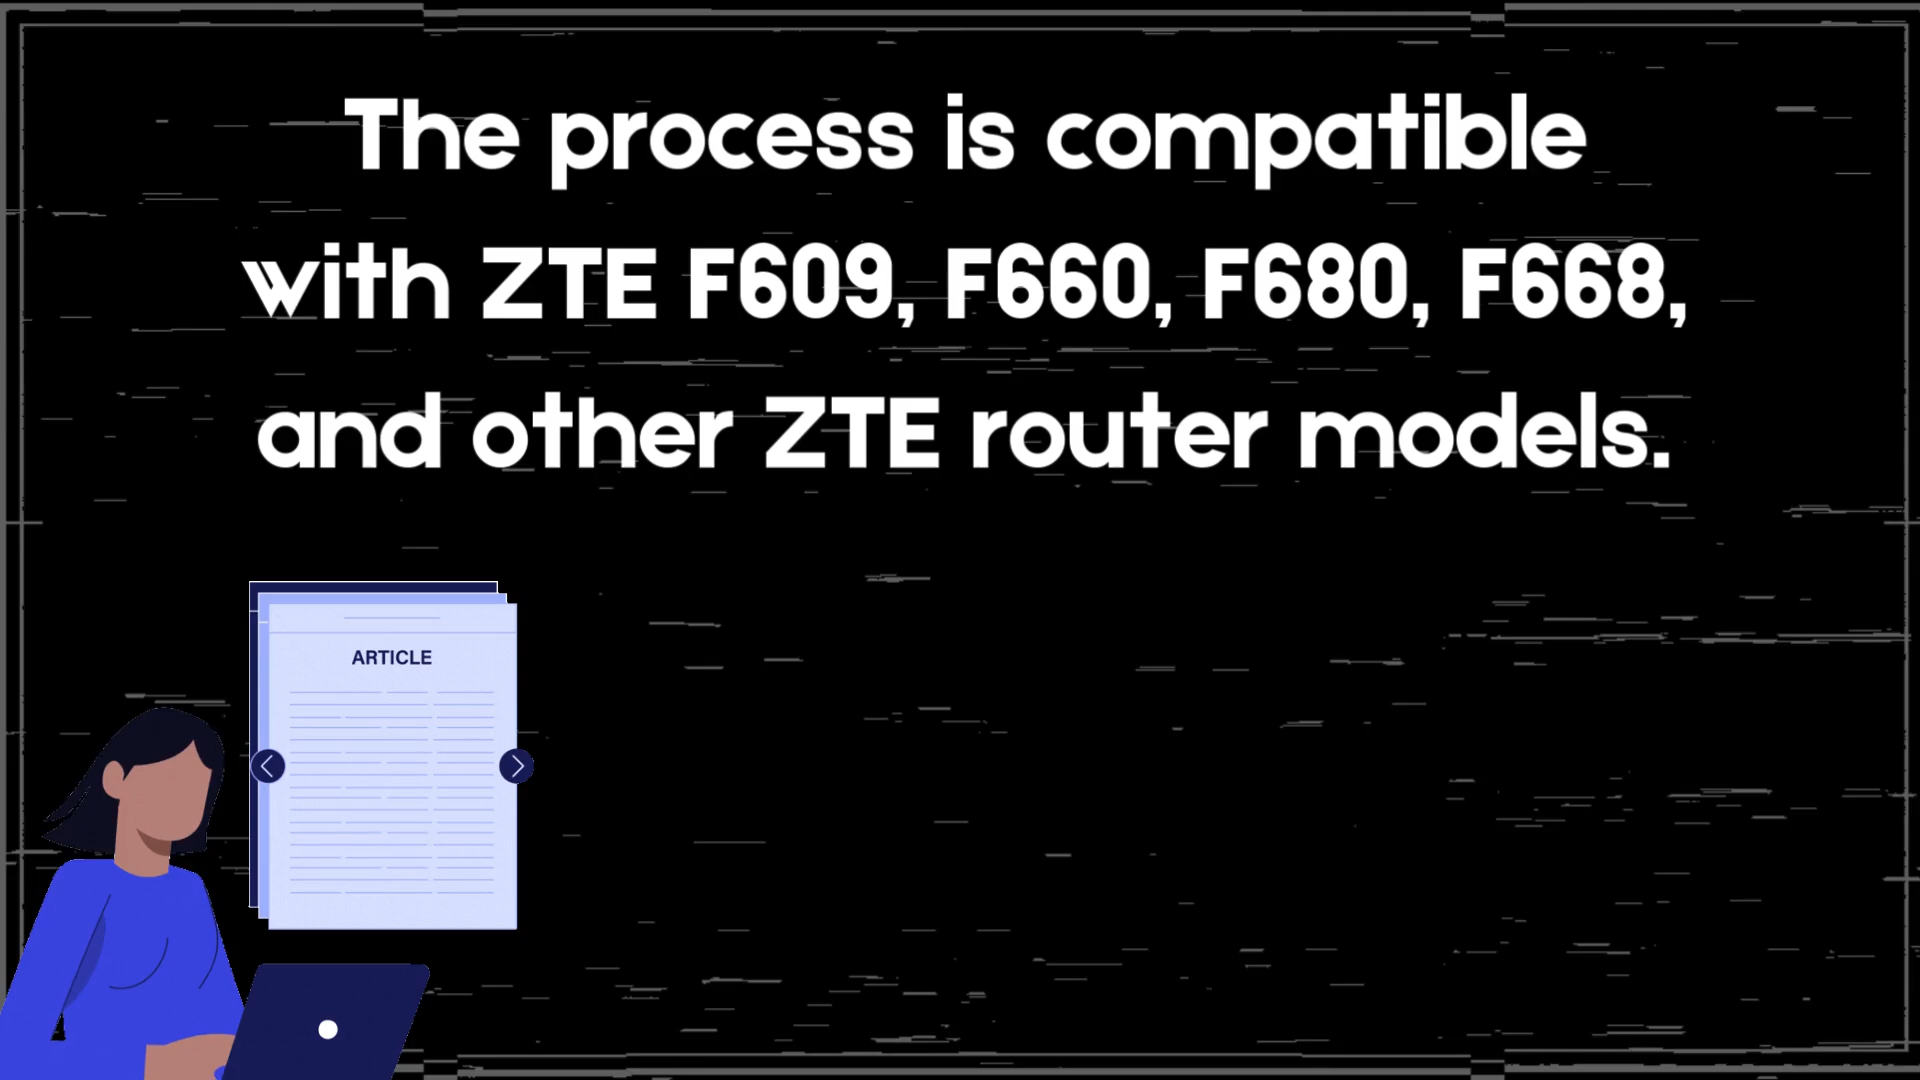 The process is compatible
with ZTE F609, F660, F680, F668,
and other ZTE router models.
ARTICLE